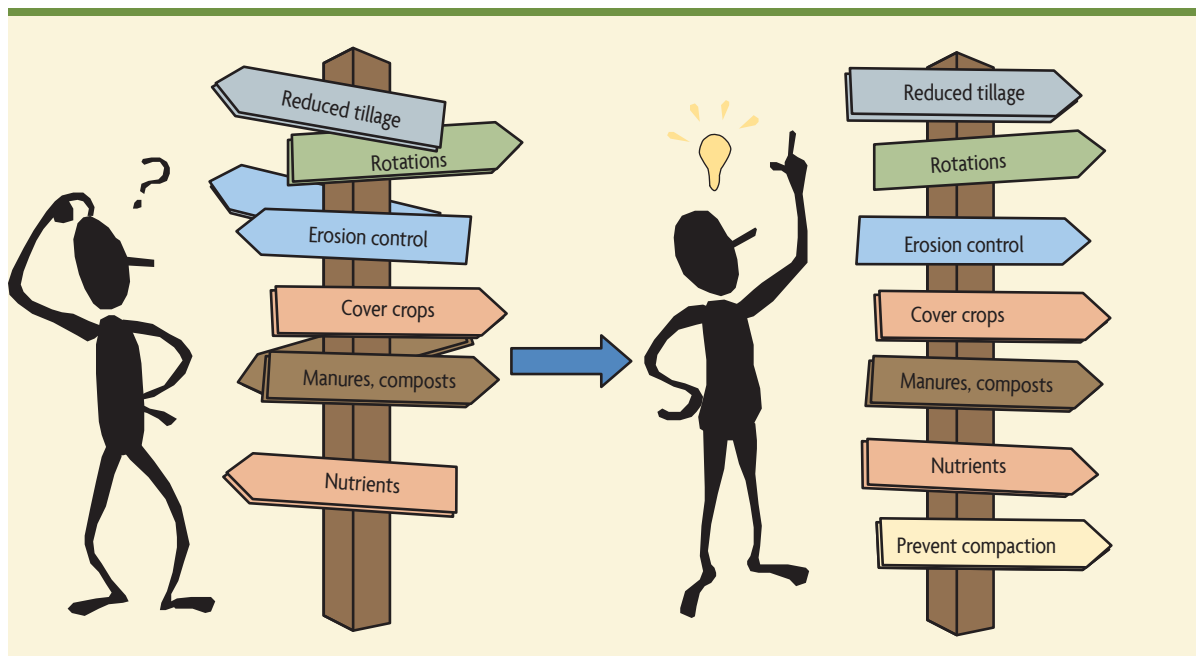 Reduced tillage
Rotations
Erosion control
Cover crops
Manures, composts
Nutrients
?
Reduced tillage
Rotations
Erosion control
Cover crops
Manures, composts
Nutrients
Prevent compaction